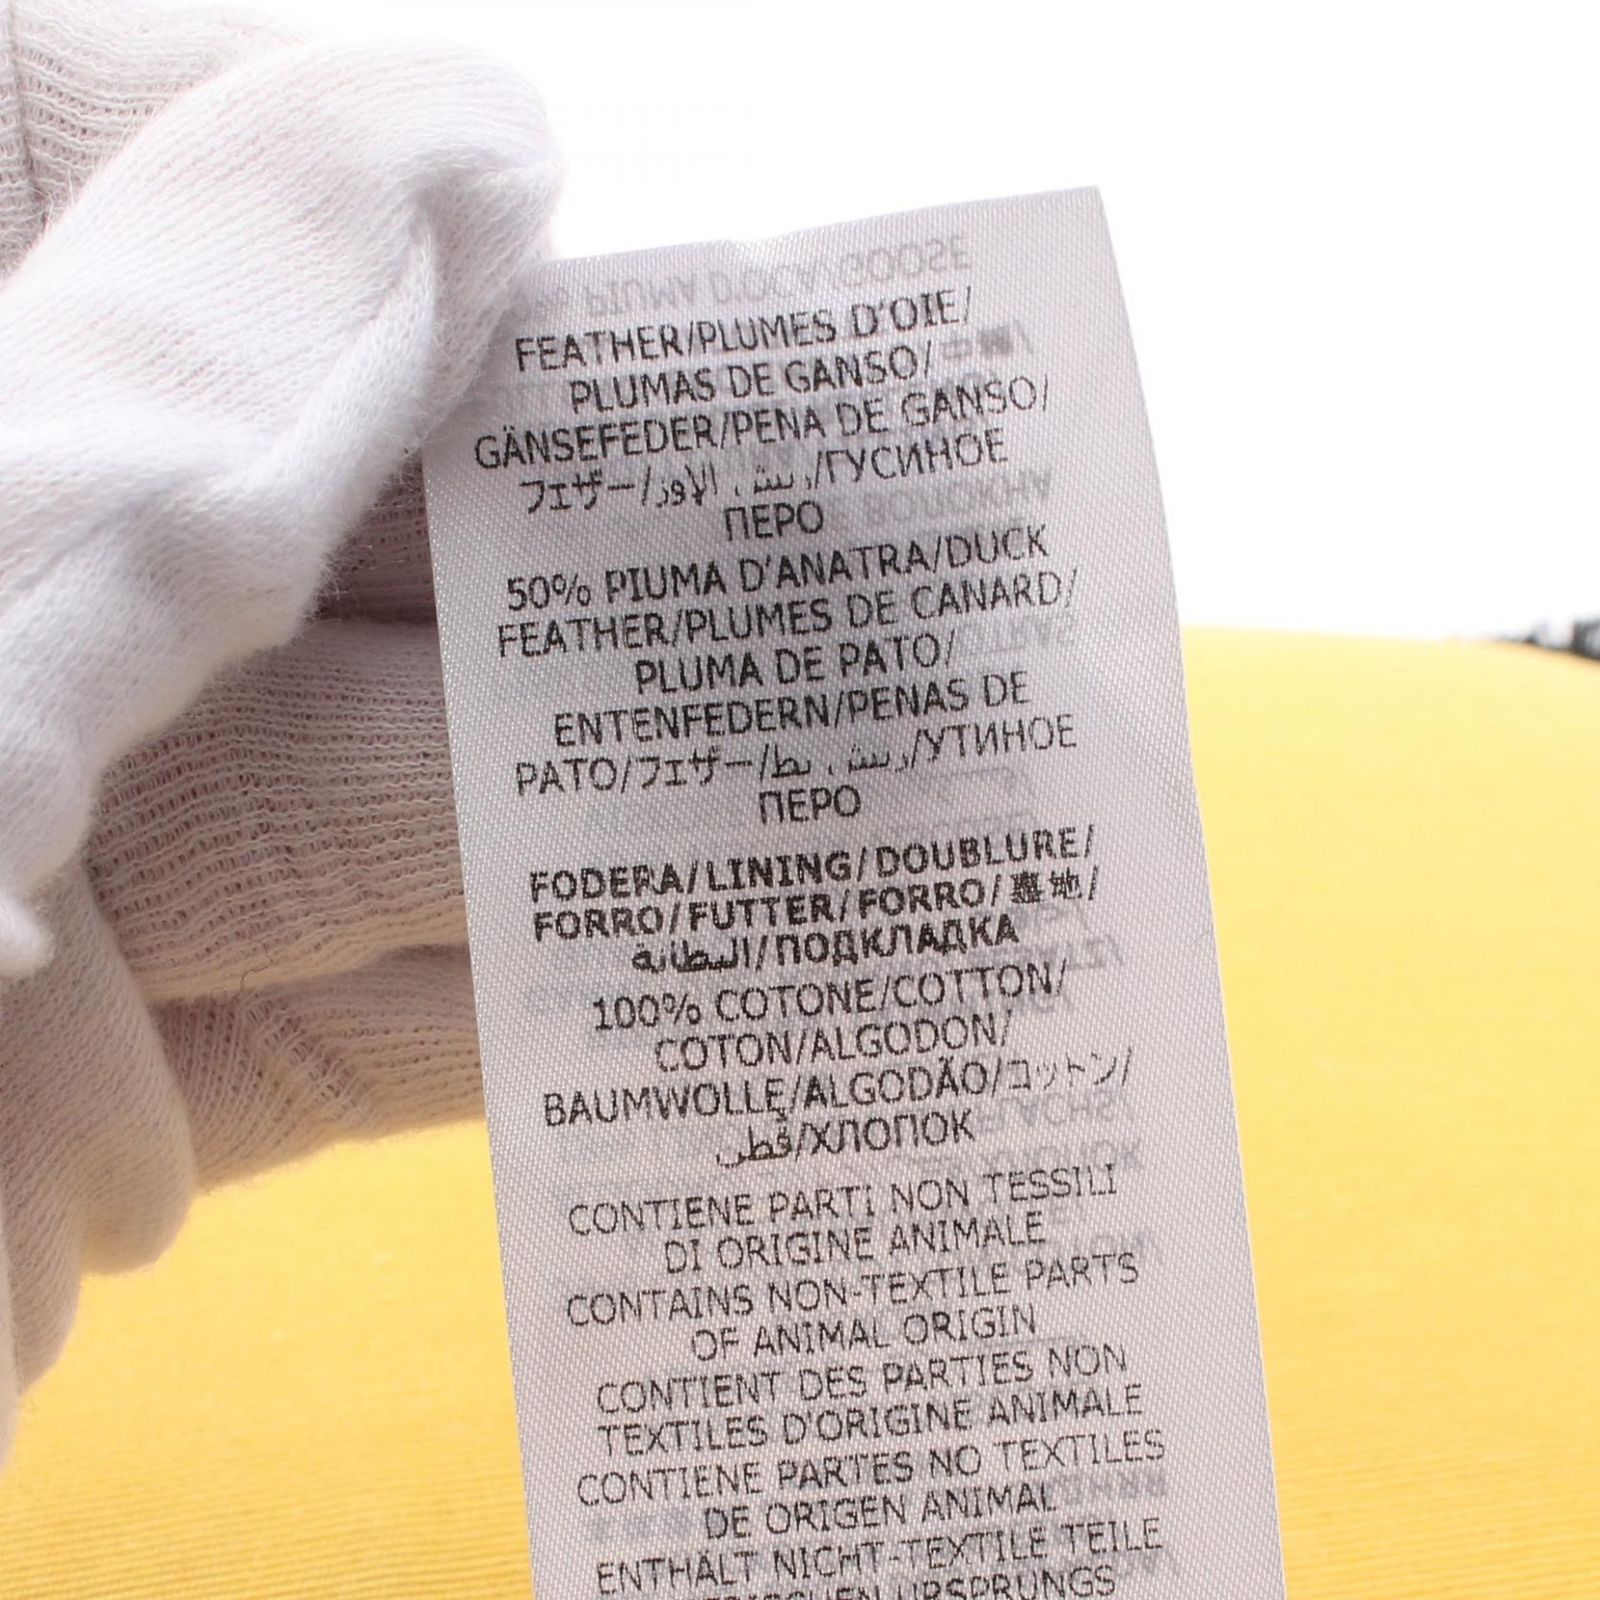 FEATHER/PLUMES D'OIE/
PLUMAS DE GANSO/
GÄNSEFEDER/PENA DE GANSO/
フェザー/ريش الإوز/ГУСИНОЕ
ПЕРО
50% PIUMA D'ANATRA/DUCK
FEATHER/PLUMES DE CANARD/
PLUMA DE PATO/
ENTENFEDERN/PENAS DE
PATO/フェザー/ريش بط/УТИНОЕ
ПЕРО
FODERA/LINING/DOUBLURE/
FORRO/FUTTER/FORRO/裏地/
البطانة/ПОДКЛАДКА
100% COTONE/COTTON/
COTON/ALGODON/
BAUMWOLLE/ALGODÃO/コットン/
قطن/ХЛОПОК
CONTIENE PARTI NON TESSILI
DI ORIGINE ANIMALE
CONTAINS NON-TEXTILE PARTS
OF ANIMAL ORIGIN
CONTIENT DES PARTIES NON
TEXTILES D'ORIGINE ANIMALE
CONTIENE PARTES NO TEXTILES
DE ORIGEN ANIMAL
ENTHÄLT NICHT-TEXTILE TEILE
URSPRUNGS